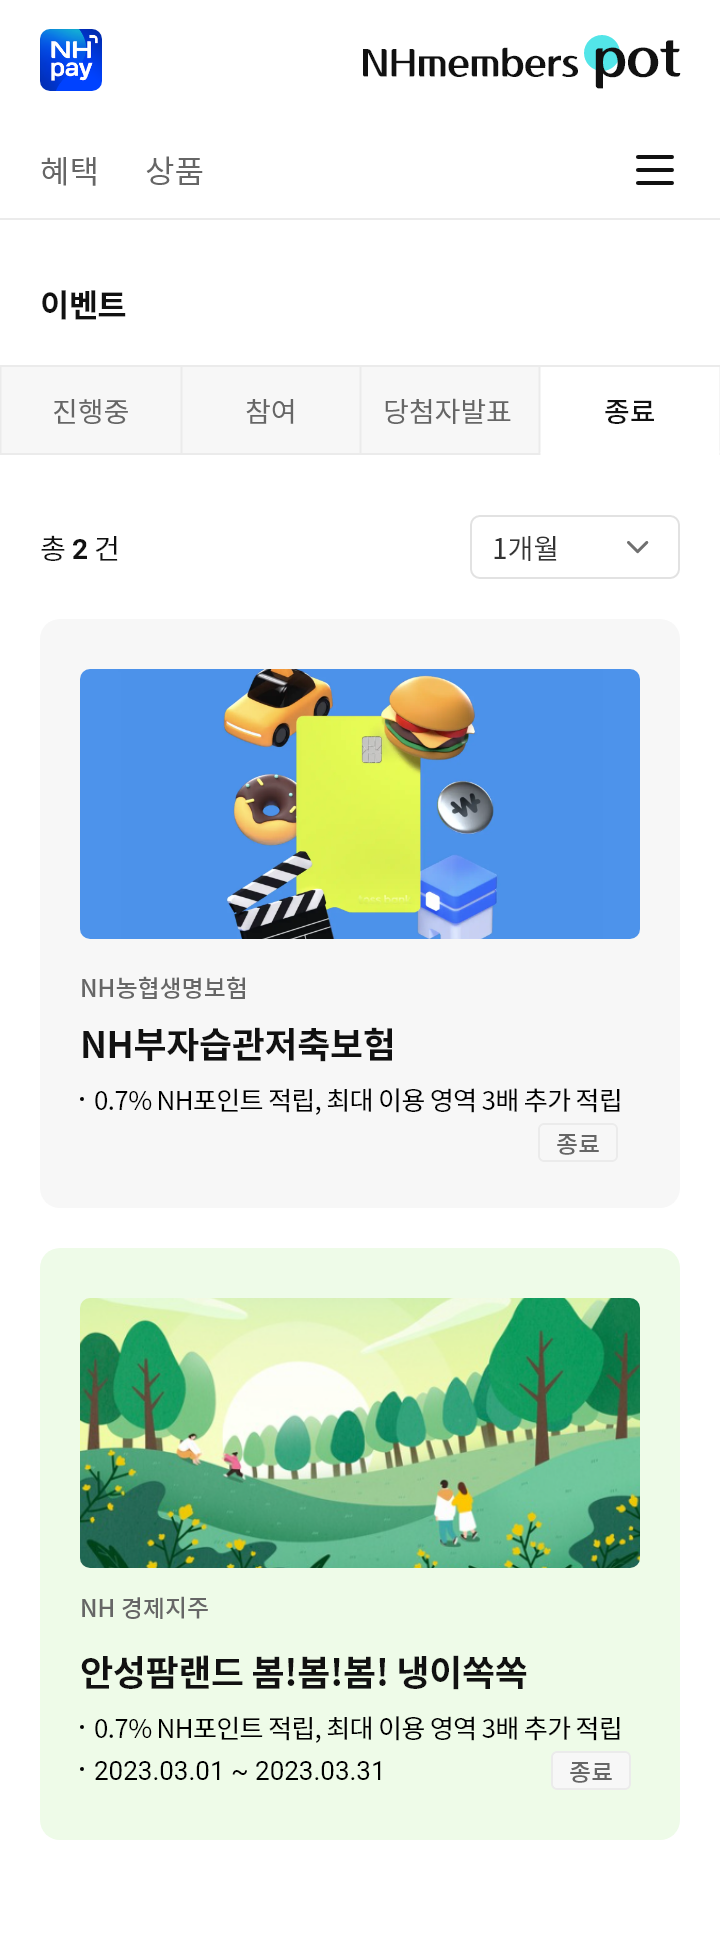 NH pay
NHmembers pot
혜택 상품
이벤트
진행중 참여 당첨자발표 종료
총 2 건 1개월
NH농협생명보험
NH부자습관저축보험
· 0.7% NH포인트 적립, 최대 이용 영역 3배 추가 적립
종료
NH 경제지주
안성팜랜드 봄!봄!봄! 냉이쏙쏙
· 0.7% NH포인트 적립, 최대 이용 영역 3배 추가 적립
· 2023.03.01 ~ 2023.03.31 종료